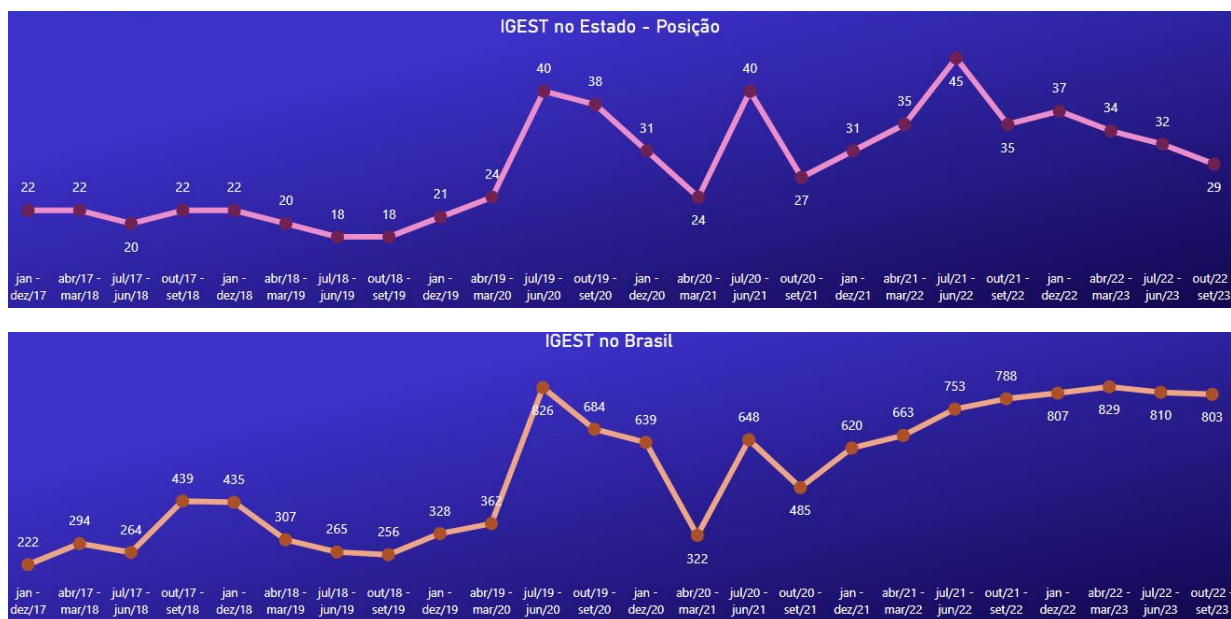 IGEST no Estado - Posição
40 38 31 40 35 45 37 34 32
22 22 22 22 20 18 18 21 24 31
20 24 27 35 29
jan - abr/17 - jul/17 - out/17 - jan - abr/18 - jul/18 - out/18 - jan - abr/19 - jul/19 - out/19 - jan - abr/20 - jul/20 - out/20 - jan - abr/21 - jul/21 - out/21 - jan - abr/22 - jul/22 - out/22 -
dez/17 mar/18 jun/18 set/18 dez/18 mar/19 jun/19 set/19 dez/19 mar/20 jun/20 set/20 dez/20 mar/21 jun/21 set/21 dez/21 mar/22 jun/22 set/22 dez/22 mar/23 jun/23 set/23
IGEST no Brasil
222 294 264 439 435 307 265 256 328 362 826 684 639 322 648 485 620 663 753 788 807 829 810 803
jan - abr/17 - jul/17 - out/17 - jan - abr/18 - jul/18 - out/18 - jan - abr/19 - jul/19 - out/19 - jan - abr/20 - jul/20 - out/20 - jan - abr/21 - jul/21 - out/21 - jan - abr/22 - jul/22 - out/22 -
dez/17 mar/18 jun/18 set/18 dez/18 mar/19 jun/19 set/19 dez/19 mar/20 jun/20 set/20 dez/20 mar/21 jun/21 set/21 dez/21 mar/22 jun/22 set/22 dez/22 mar/23 jun/23 set/23